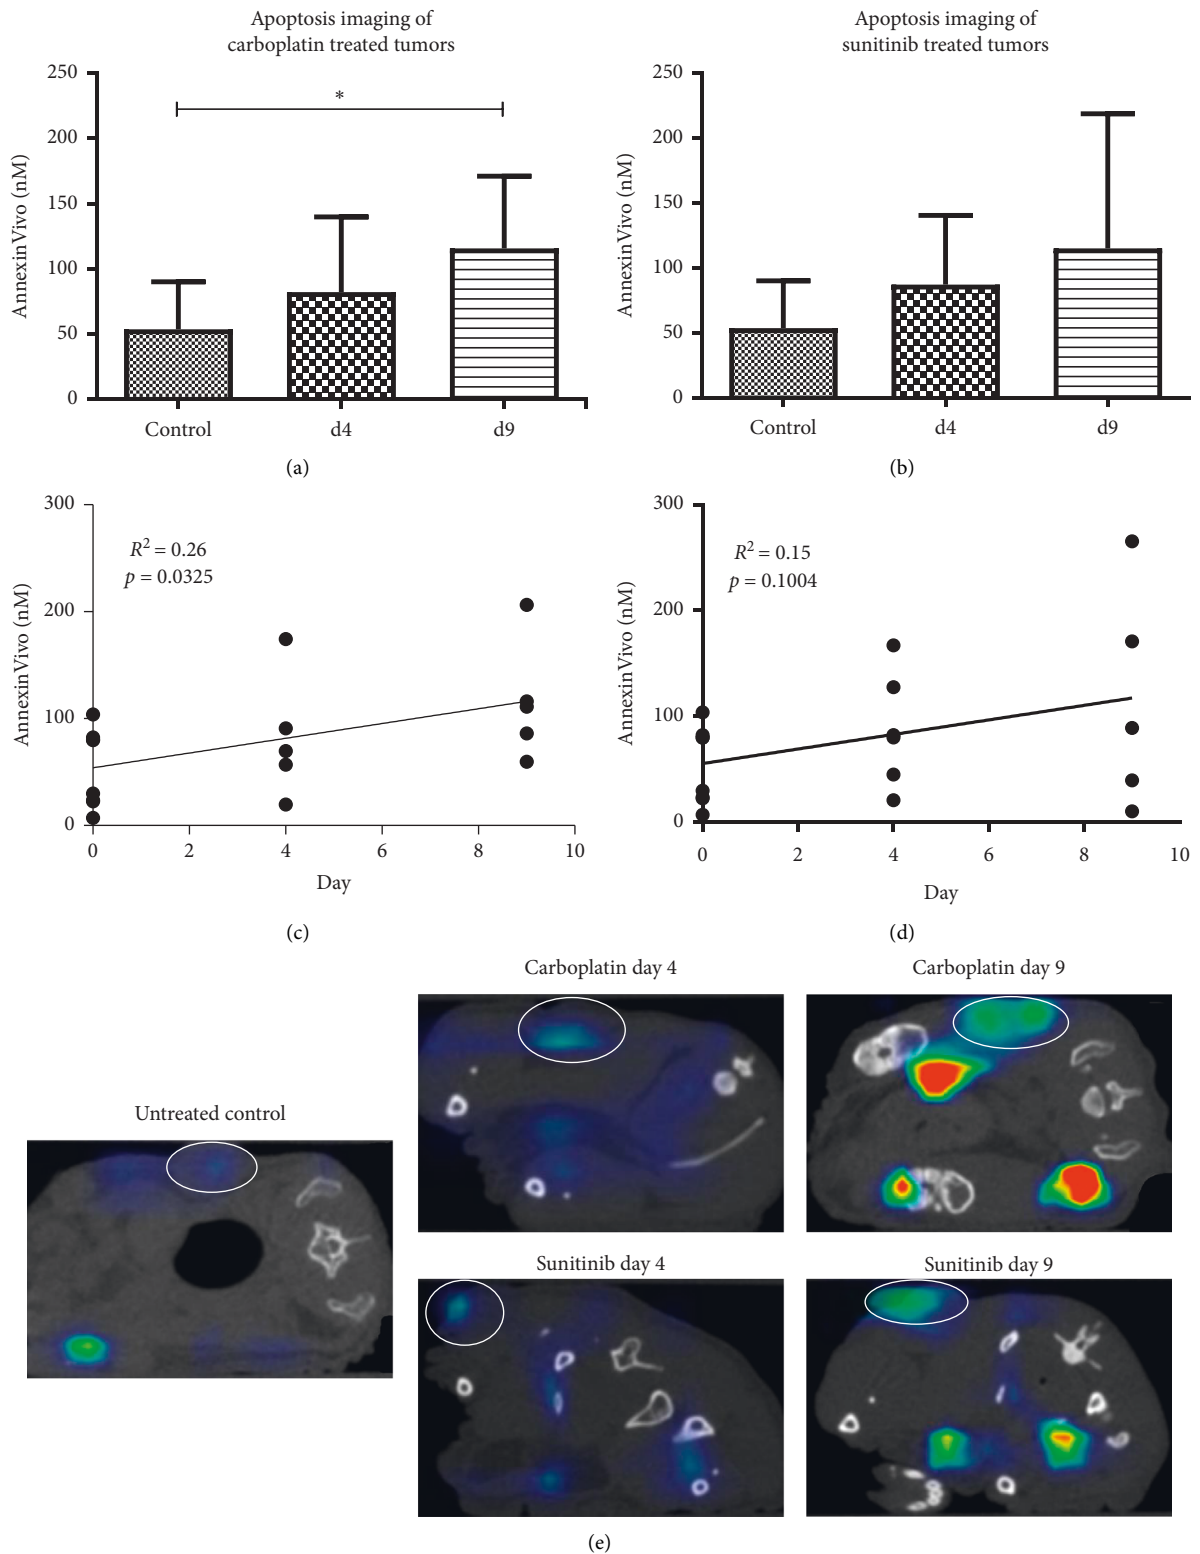 Apoptosis imaging of
carboplatin treated tumors
250
200
150
100
50
0
AnnexinVivo (nM)
*
Control
d4
d9
(a)
Apoptosis imaging of
sunitinib treated tumors
250
200
150
100
50
0
AnnexinVivo (nM)
Control
d4
d9
(b)
300
200
100
0
AnnexinVivo (nM)
R² = 0.26
p = 0.0325
0 2 4 6 8 10
Day
(c)
300
200
100
0
AnnexinVivo (nM)
R² = 0.15
p = 0.1004
0 2 4 6 8 10
Day
(d)
Untreated control
Carboplatin day 4
Carboplatin day 9
Sunitinib day 4
Sunitinib day 9
(e)